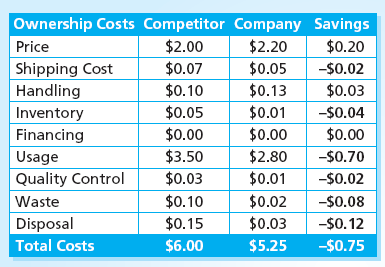 Ownership Costs Competitor Company Savings
Price $2.00 $2.20 $0.20
Shipping Cost $0.07 $0.05 –$0.02
Handling $0.10 $0.13 $0.03
Inventory $0.05 $0.01 –$0.04
Financing $0.00 $0.00 $0.00
Usage $3.50 $2.80 –$0.70
Quality Control $0.03 $0.01 –$0.02
Waste $0.10 $0.02 –$0.08
Disposal $0.15 $0.03 –$0.12
Total Costs $6.00 $5.25 –$0.75